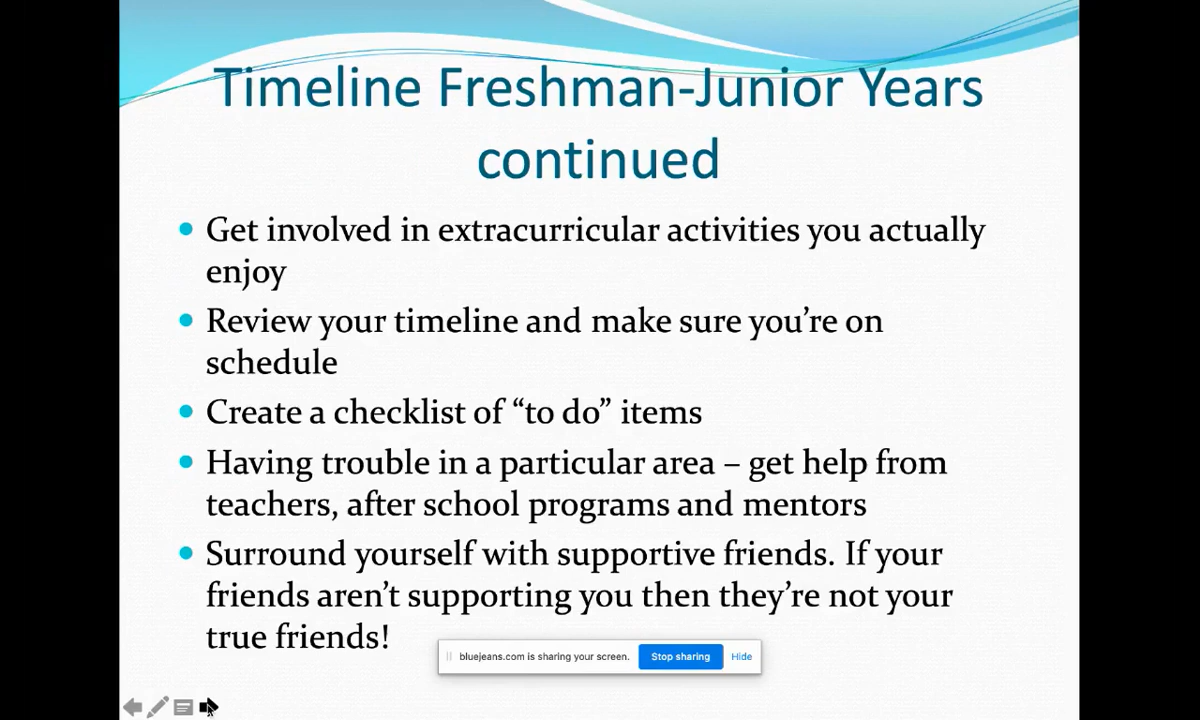 Timeline Freshman-Junior Years
continued
Get involved in extracurricular activities you actually
enjoy
Review your timeline and make sure you’re on
schedule
Create a checklist of “to do” items
Having trouble in a particular area – get help from
teachers, after school programs and mentors
Surround yourself with supportive friends. If your
friends aren’t supporting you then they’re not your
true friends!
bluejeans.com is sharing your screen. Stop sharing Hide